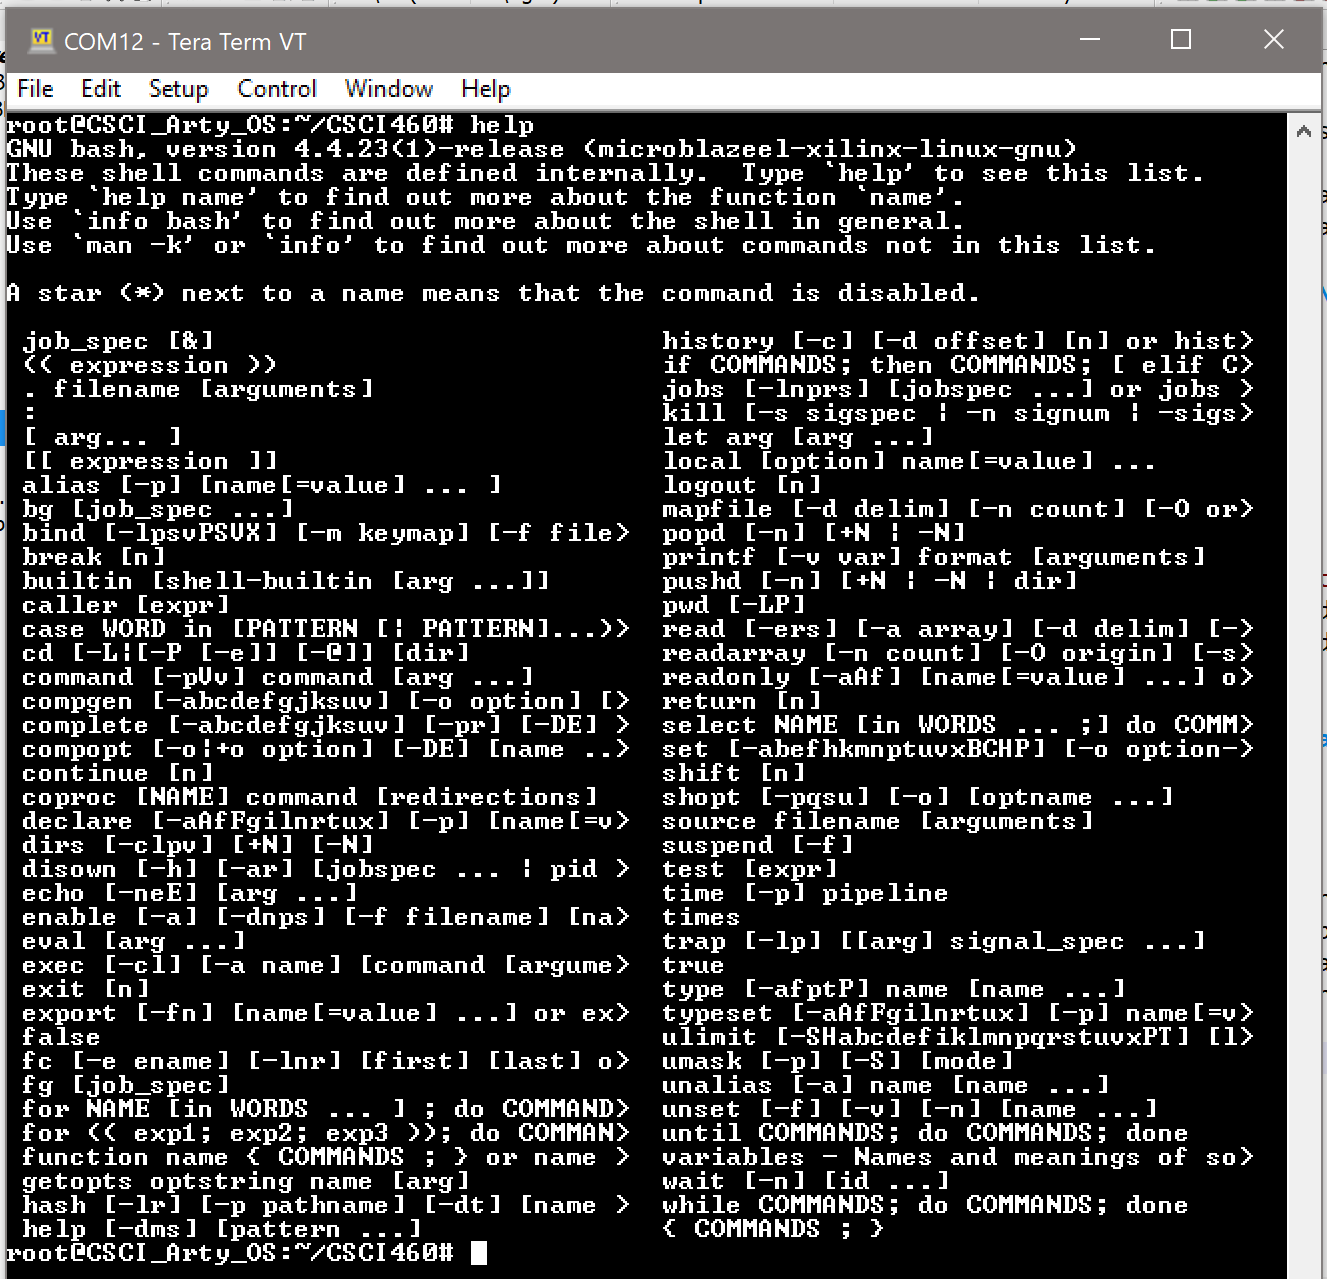 COM12 - Tera Term VT
File Edit Setup Control Window Help
root@CSCI_Arty_OS:~/CSCI460# help
GNU bash, version 4.4.23(1)-release (microblazeel-xilinx-linux-gnu)
These shell commands are defined internally.  Type `help' to see this list.
Type `help name' to find out more about the function `name'.
Use `info bash' to find out more about the shell in general.
Use `man -k' or `info' to find out more about commands not in this list.
A star (*) next to a name means that the command is disabled.
job_spec [&]                            history [-c] [-d offset] [n] or hist>
(( expression ))                        if COMMANDS; then COMMANDS; [ elif C>
. filename [arguments]                  jobs [-lnprs] [jobspec ...] or jobs >
:                                       kill [-s sigspec | -n signum | -sigs>
[ arg... ]                              let arg [arg ...]
[[ expression ]]                        local [option] name[=value] ...
alias [-p] [name[=value] ... ]          logout [n]
bg [job_spec ...]                       mapfile [-d delim] [-n count] [-O or>
bind [-lpsvPSVX] [-m keymap] [-f file>  popd [-n] [+N | -N]
break [n]                               printf [-v var] format [arguments]
builtin [shell-builtin [arg ...]]       pushd [-n] [+N | -N | dir]
caller [expr]                           pwd [-LP]
case WORD in [PATTERN [| PATTERN]...)>  read [-ers] [-a array] [-d delim] [->
cd [-L|[-P [-e]] [-@]] [dir]            readarray [-n count] [-O origin] [-s>
command [-pVv] command [arg ...]        readonly [-aAf] [name[=value] ...] o>
compgen [-abcdefgjksuv] [-o option] [>  return [n]
complete [-abcdefgjksuv] [-pr] [-DE] >  select NAME [in WORDS ... ;] do COMM>
compopt [-o|+o option] [-DE] [name ..>  set [-abefhkmnptuvxBCHP] [-o option->
continue [n]                            shift [n]
coproc [NAME] command [redirections]    shopt [-pqsu] [-o] [optname ...]
declare [-aAfFgilnrtux] [-p] [name[=v>  source filename [arguments]
dirs [-clpv] [+N] [-N]                  suspend [-f]
disown [-h] [-ar] [jobspec ... | pid >  test [expr]
echo [-neE] [arg ...]                   time [-p] pipeline
enable [-a] [-dnps] [-f filename] [na>  times
eval [arg ...]                          trap [-lp] [[arg] signal_spec ...]
exec [-cl] [-a name] [command [argume>  true
exit [n]                                type [-afptP] name [name ...]
export [-fn] [name[=value] ...] or ex>  typeset [-aAfFgilnrtux] [-p] name[=v>
false                                   ulimit [-SHabcdefiklmnpqrstuvxPT] [l>
fc [-e ename] [-lnr] [first] [last] o>  umask [-p] [-S] [mode]
fg [job_spec]                           unalias [-a] name [name ...]
for NAME [in WORDS ... ] ; do COMMAND>  unset [-f] [-v] [-n] [name ...]
for (( exp1; exp2; exp3 )); do COMMAN>  until COMMANDS; do COMMANDS; done
function name { COMMANDS ; } or name >  variables - Names and meanings of so>
getopts optstring name [arg]            wait [-n] [id ...]
hash [-lr] [-p pathname] [-dt] [name >  while COMMANDS; do COMMANDS; done
help [-dms] [pattern ...]               { COMMANDS ; }
root@CSCI_Arty_OS:~/CSCI460#